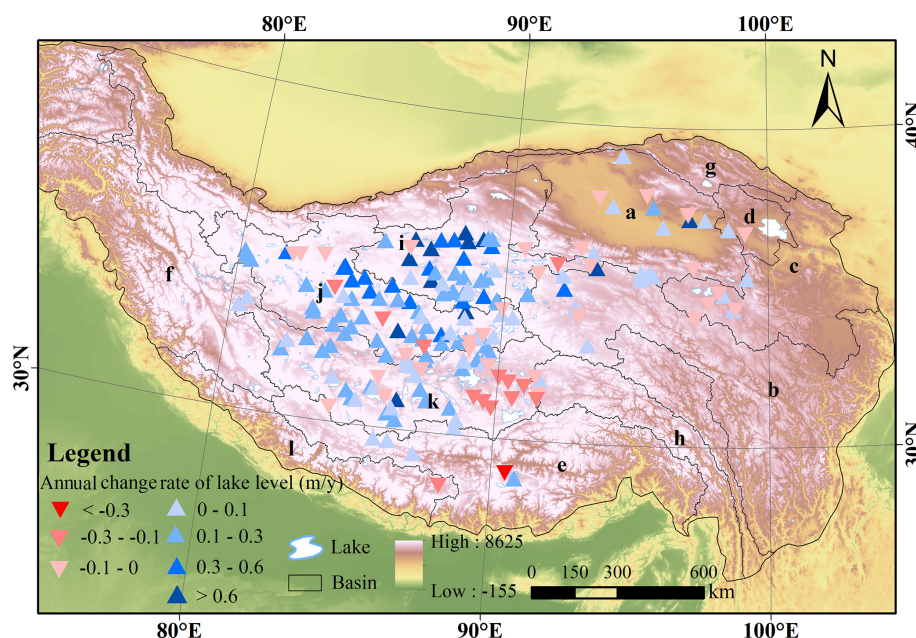 80°E 90°E 100°E
N
40°N
g
a
d
i
c
f
j
30°N
k
b
h
30°N
l
e
Legend
Annual change rate of lake level (m/y)
< -0.3 0 - 0.1
-0.3 - -0.1 0.1 - 0.3
-0.1 - 0 0.3 - 0.6
> 0.6
Lake
Basin
High : 8625
Low : -155
0 150 300 600
km
80°E 90°E 100°E